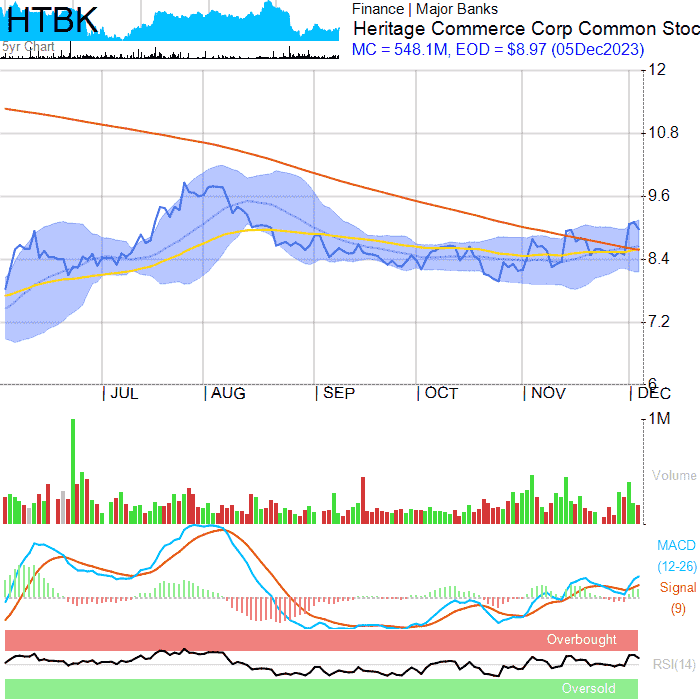 HTBK
5yr Chart
Finance | Major Banks
Heritage Commerce Corp Common Stoc
MC = 548.1M, EOD = $8.97 (05Dec2023)
12
10.8
9.6
8.4
7.2
6
| JUL | AUG | SEP | OCT | NOV | DEC
1M
Volume
MACD
(12-26)
Signal
(9)
Overbought
RSI(14)
Oversold